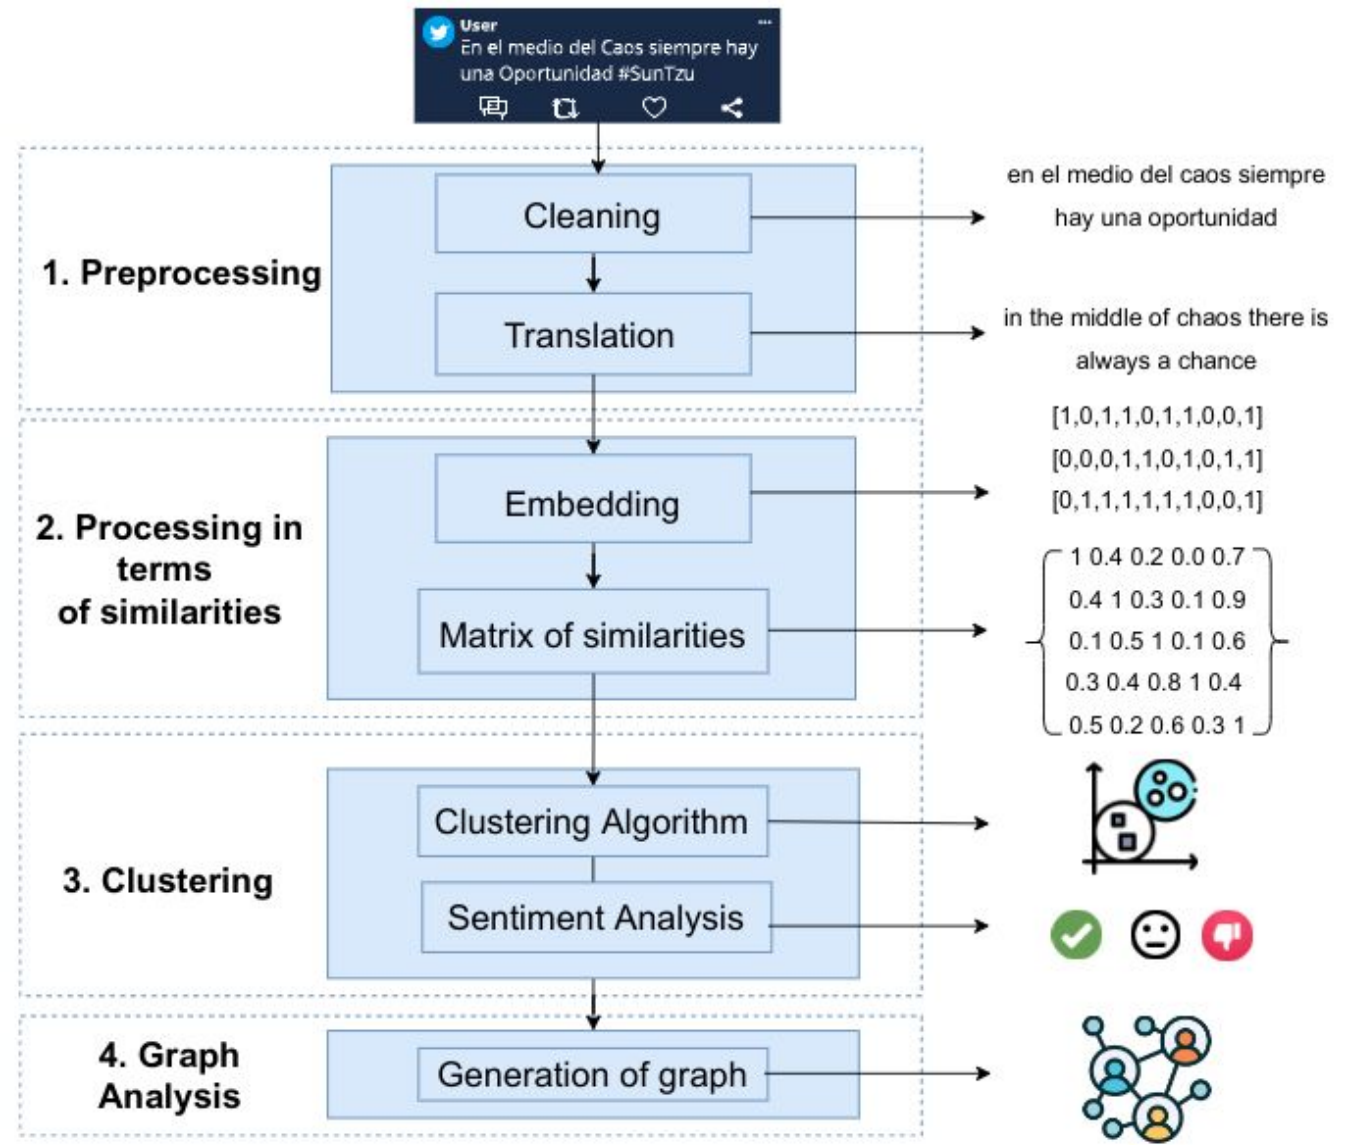 User
En el medio del Caos siempre hay
una Oportunidad #SunTzu
1. Preprocessing
Cleaning
en el medio del caos siempre
hay una oportunidad
Translation
in the middle of chaos there is
always a chance
2. Processing in
terms
of similarities
Embedding
[1,0,1,1,0,1,1,0,0,1]
[0,0,0,1,1,0,1,0,1,1]
[0,1,1,1,1,1,1,0,0,1]
Matrix of similarities
1 0.4 0.2 0.0 0.7
0.4 1 0.3 0.1 0.9
0.1 0.5 1 0.1 0.6
0.3 0.4 0.8 1 0.4
0.5 0.2 0.6 0.3 1
3. Clustering
Clustering Algorithm
Sentiment Analysis
4. Graph
Analysis
Generation of graph